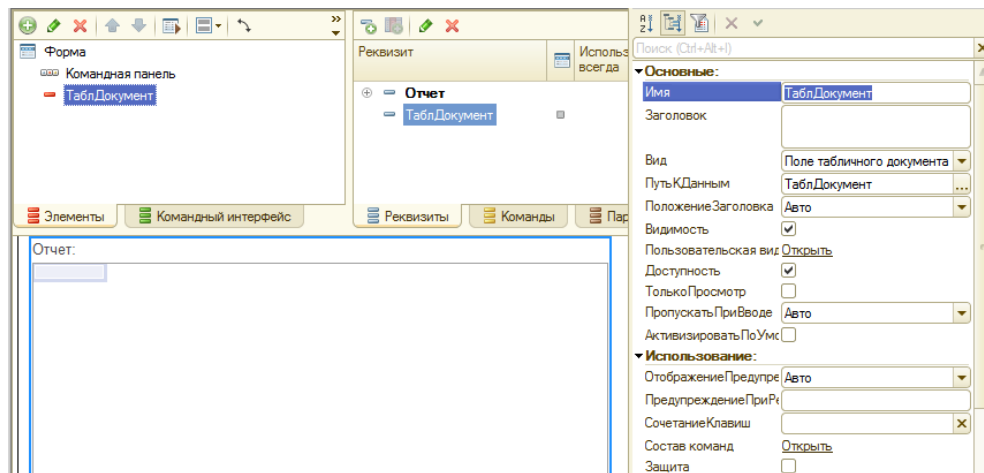 Форма
Командная панель
ТаблДокумент
Элементы
Командный интерфейс
Реквизит
Использ
всегда
Отчет
ТаблДокумент
Реквизиты
Команды
Пар
Отчет:
Поиск (Ctrl+Alt+I)
Основные:
Имя ТаблДокумент
Заголовок
Вид Поле табличного документа
ПутьКДанным ТаблДокумент ...
ПоложениеЗаголовка Авто
Видимость
Пользовательская вид Открыть
Доступность
ТолькоПросмотр
ПропускатьПриВводе Авто
АктивизироватьПоУмс
Использование:
ОтображениеПредупре Авто
ПредупреждениеПриРе
СочетаниеКлавиш
Состав команд Открыть
Защита